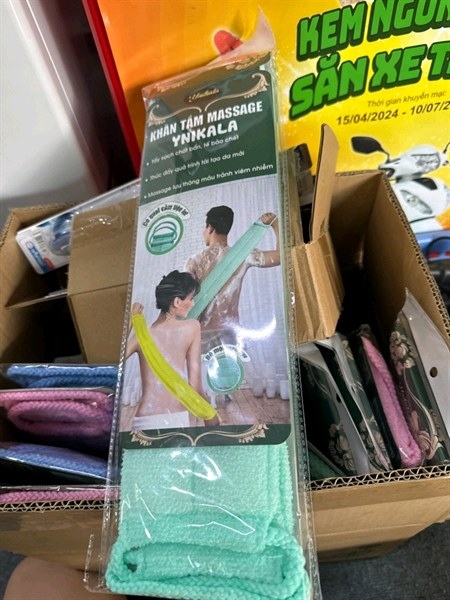 KEM NGON
SĂN XE T
Thời gian khuyến mại:
15/04/2024 - 10/07/2
KHĂN TẮM MASSAGE
YNIKALA
Tẩy sạch chất bẩn, tế bào chết
Thúc đẩy quá trình tái tạo da mới
Massage lưu thông máu tránh viêm nhiễm